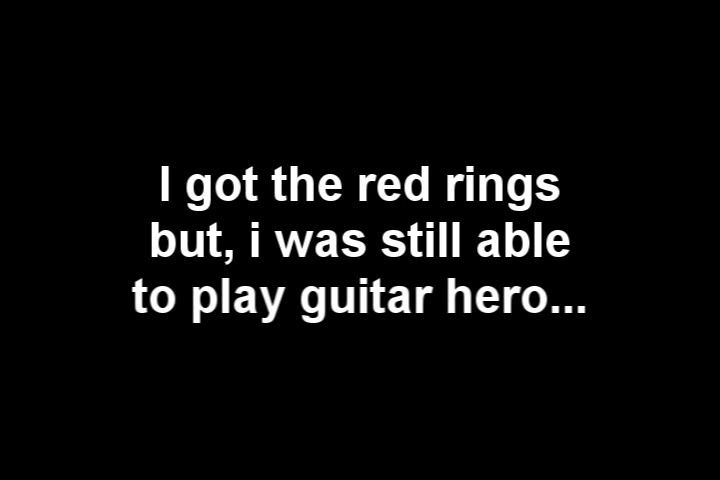 I got the red rings
but, i was still able
to play guitar hero...